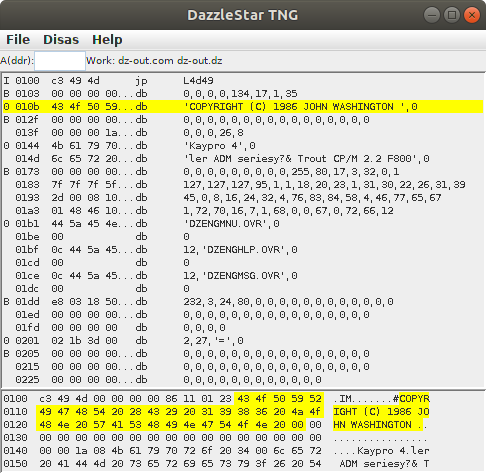 DazzleStar TNG
File Disas Help
A(ddr): Work: dz-out.com dz-out.dz
I 0100 c3 49 4d jp L4d49
B 0103 00 00 00 00...db 0,0,0,0,134,17,1,35
0 010b 43 4f 50 59...db 'COPYRIGHT (C) 1986 JOHN WASHINGTON ',0
B 012f 00 00 00 00...db 0,0,0,0,0,0,0,0,0,0,0,0,0,0,0,0
013f 00 00 00 1a...db 0,0,0,26,8
0 0144 4b 61 79 70...db 'Kaypro 4',0
014d 6c 65 72 20...db 'ler ADM seriesy?& Trout CP/M 2.2 F800',0
B 0173 00 00 00 00...db 0,0,0,0,0,0,0,0,0,0,255,80,17,3,32,0,1
0183 7f 7f 7f 5f...db 127,127,127,95,1,1,18,20,23,1,31,30,22,26,31,39
0193 2d 00 08 10...db 45,0,8,16,24,32,4,76,83,84,58,4,46,77,65,67
01a3 01 48 46 10...db 1,72,70,16,7,1,68,0,0,67,0,72,66,12
0 01b1 44 5a 45 4e...db 'DZENGMNU.OVR',0
01be 00 db 0
01bf 0c 44 5a 45...db 12,'DZENGHLP.OVR',0
01cd 00 db 0
01ce 0c 44 5a 45...db 12,'DZENGMSG.OVR',0
01dc 00 db 0
B 01dd e8 03 18 50...db 232,3,24,80,0,0,0,0,0,0,0,0,0,0,0,0
01ed 00 00 00 00...db 0,0,0,0,0,0,0,0,0,0,0,0,0,0,0,0
01fd 00 00 00 00...db 0,0,0,0
0 0201 02 1b 3d 00 db 2,27,'=',0
B 0205 00 00 00 00...db 0,0,0,0,0,0,0,0,0,0,0,0,0,0,0,0
0215 00 00 00 00...db 0,0,0,0,0,0,0,0,0,0,0,0,0,0,0,0
0225 00 00 00 00...db 0,0,0,0,0,0,0,0,0,0,0,0,0,0,0,0
0100 c3 49 4d 00 00 00 00 86 11 01 23 43 4f 50 59 52 .IM.......#COPYR
0110 49 47 48 54 20 28 43 29 20 31 39 38 36 20 4a 4f IGHT (C) 1986 JO
0120 48 4e 20 57 41 53 48 49 4e 47 54 4f 4e 20 00 00 HN WASHINGTON ..
0130 00 00 00 00 00 00 00 00 00 00 00 00 00 00 00 00 ................
0140 00 00 1a 08 4b 61 79 70 72 6f 20 34 00 6c 65 72 ....Kaypro 4.ler
0150 20 41 44 4d 20 73 65 72 69 65 73 79 3f 26 20 54 ADM seriesy?& T